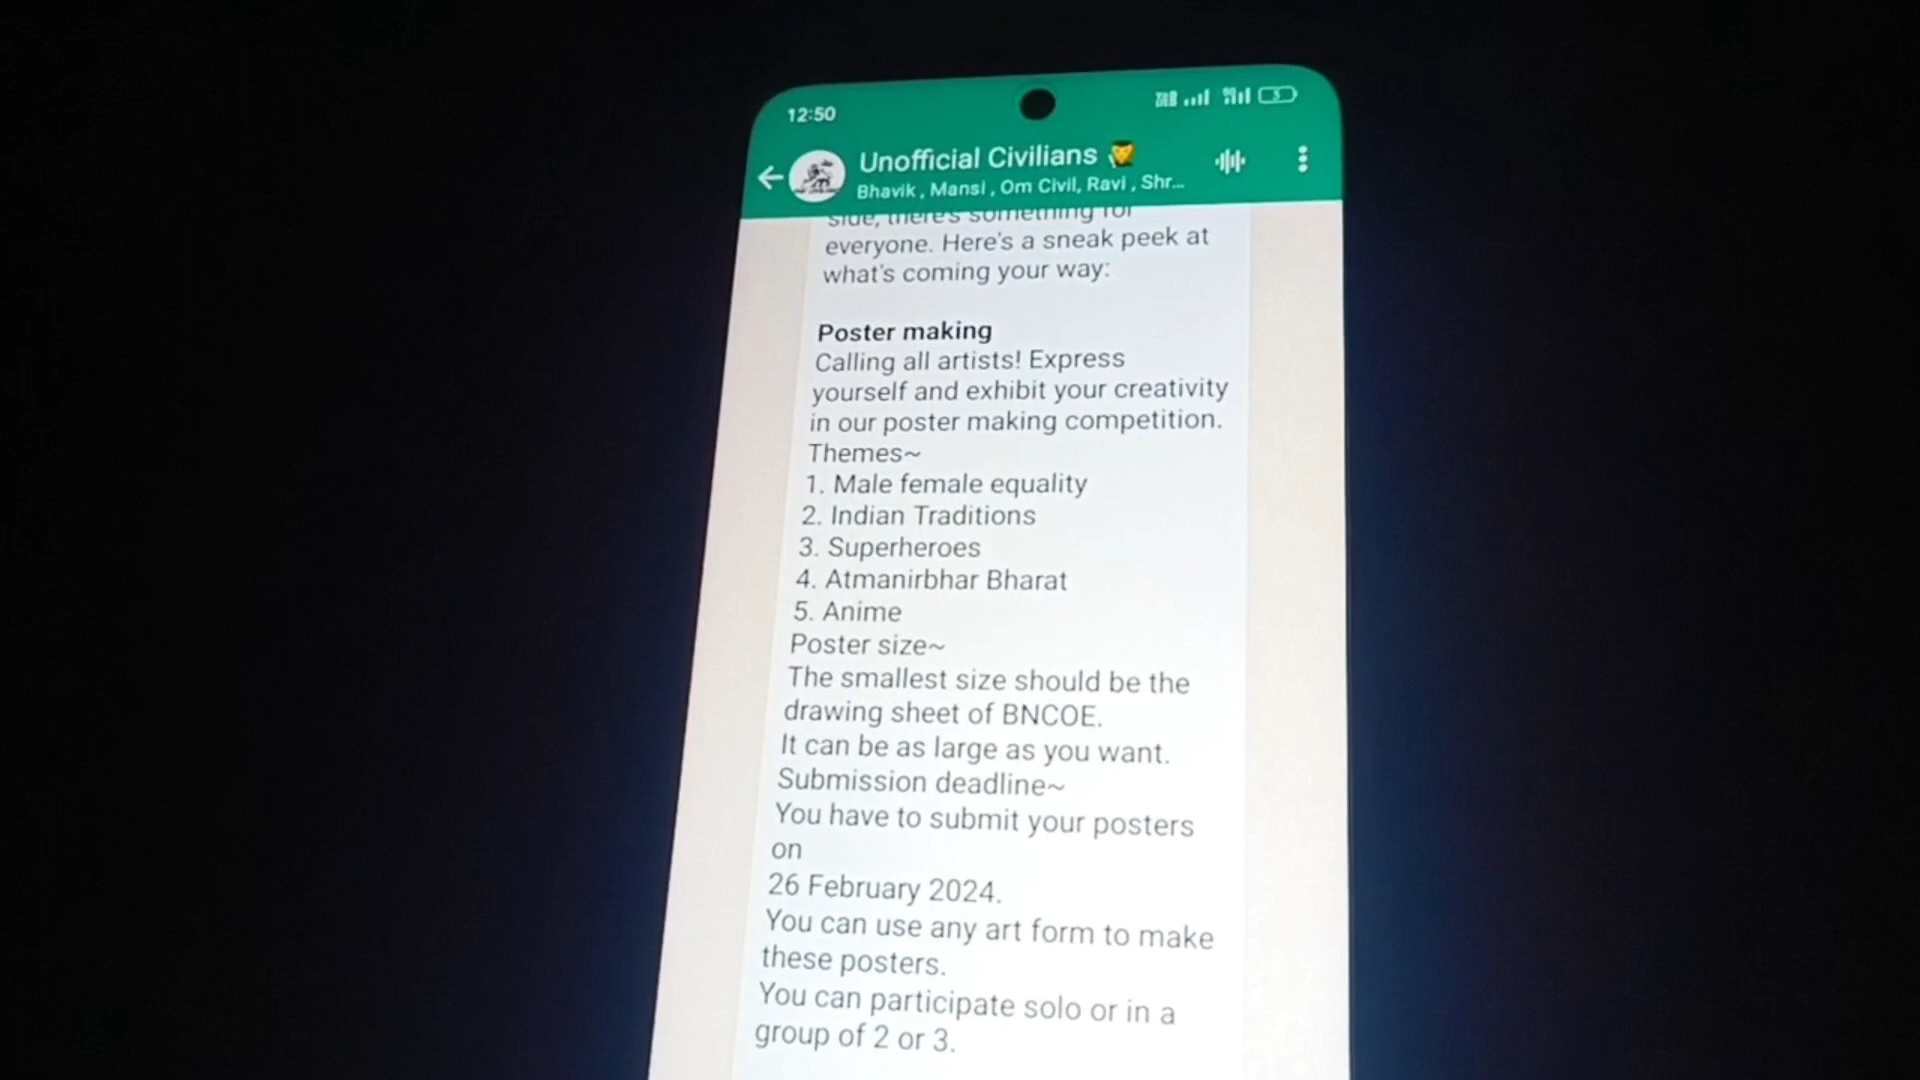 12:50
5
Unofficial Civilians
Bhavik, Mansi, Om Civil, Ravi, Shr...
side, there's something for
everyone. Here's a sneak peek at
what's coming your way:
Poster making
Calling all artists! Express
yourself and exhibit your creativity
in our poster making competition.
Themes~
1. Male female equality
2. Indian Traditions
3. Superheroes
4. Atmanirbhar Bharat
5. Anime
Poster size~
The smallest size should be the
drawing sheet of BNCOE.
It can be as large as you want.
Submission deadline~
You have to submit your posters
on
26 February 2024.
You can use any art form to make
these posters.
You can participate solo or in a
group of 2 or 3.